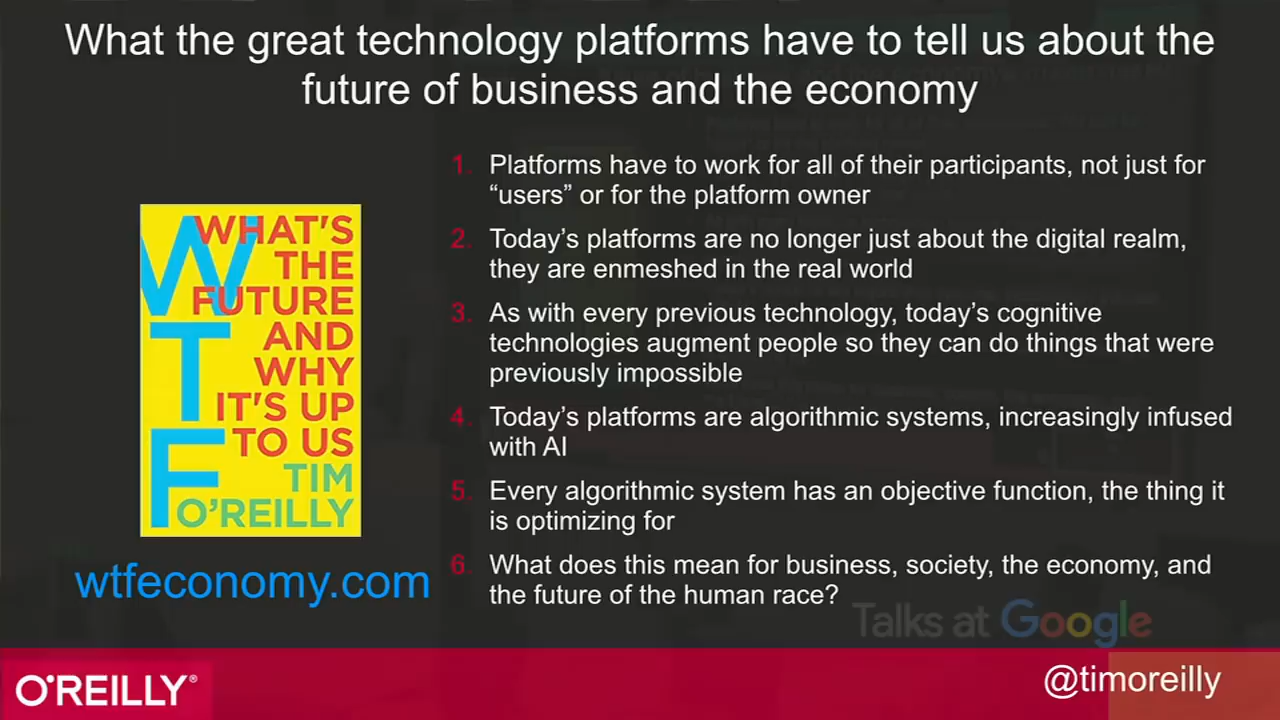 What the great technology platforms have to tell us about the
future of business and the economy
1. Platforms have to work for all of their participants, not just for
“users” or for the platform owner
2. Today’s platforms are no longer just about the digital realm,
they are enmeshed in the real world
3. As with every previous technology, today’s cognitive
technologies augment people so they can do things that were
previously impossible
4. Today’s platforms are algorithmic systems, increasingly infused
with AI
5. Every algorithmic system has an objective function, the thing it
is optimizing for
6. What does this mean for business, society, the economy, and
the future of the human race?
WTF
WHAT'S
THE
FUTURE
AND
WHY
IT'S UP
TO US
TIM
O'REILLY
wtfeconomy.com
Talks at Google
O'REILLY®
@timoreilly